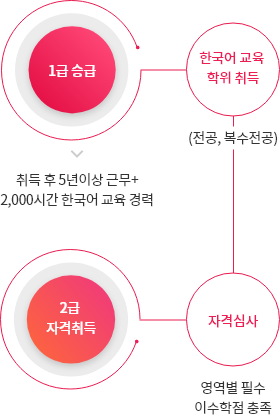 1급 승급
한국어 교육
학위 취득
(전공, 복수전공)
취득 후 5년이상 근무+
2,000시간 한국어 교육 경력
2급
자격취득
자격심사
영역별 필수
이수학점 충족